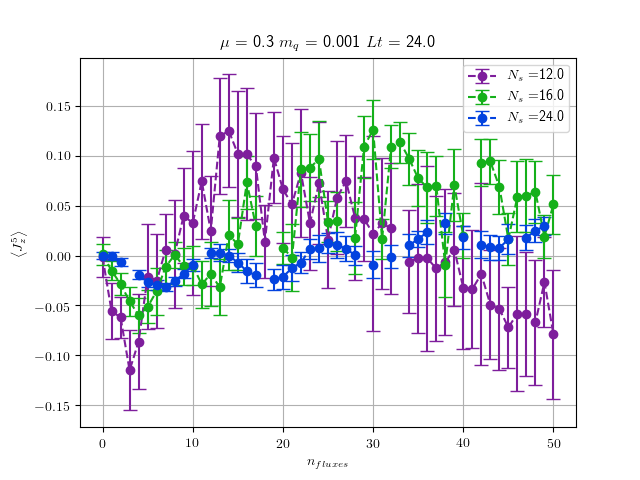 μ = 0.3 m_q = 0.001 Lt = 24.0
N_s =12.0
N_s =16.0
N_s =24.0
0.15
0.10
0.05
0.00
−0.05
−0.10
−0.15
⟨J_z^5⟩
0 10 20 30 40 50
n_{fluxes}